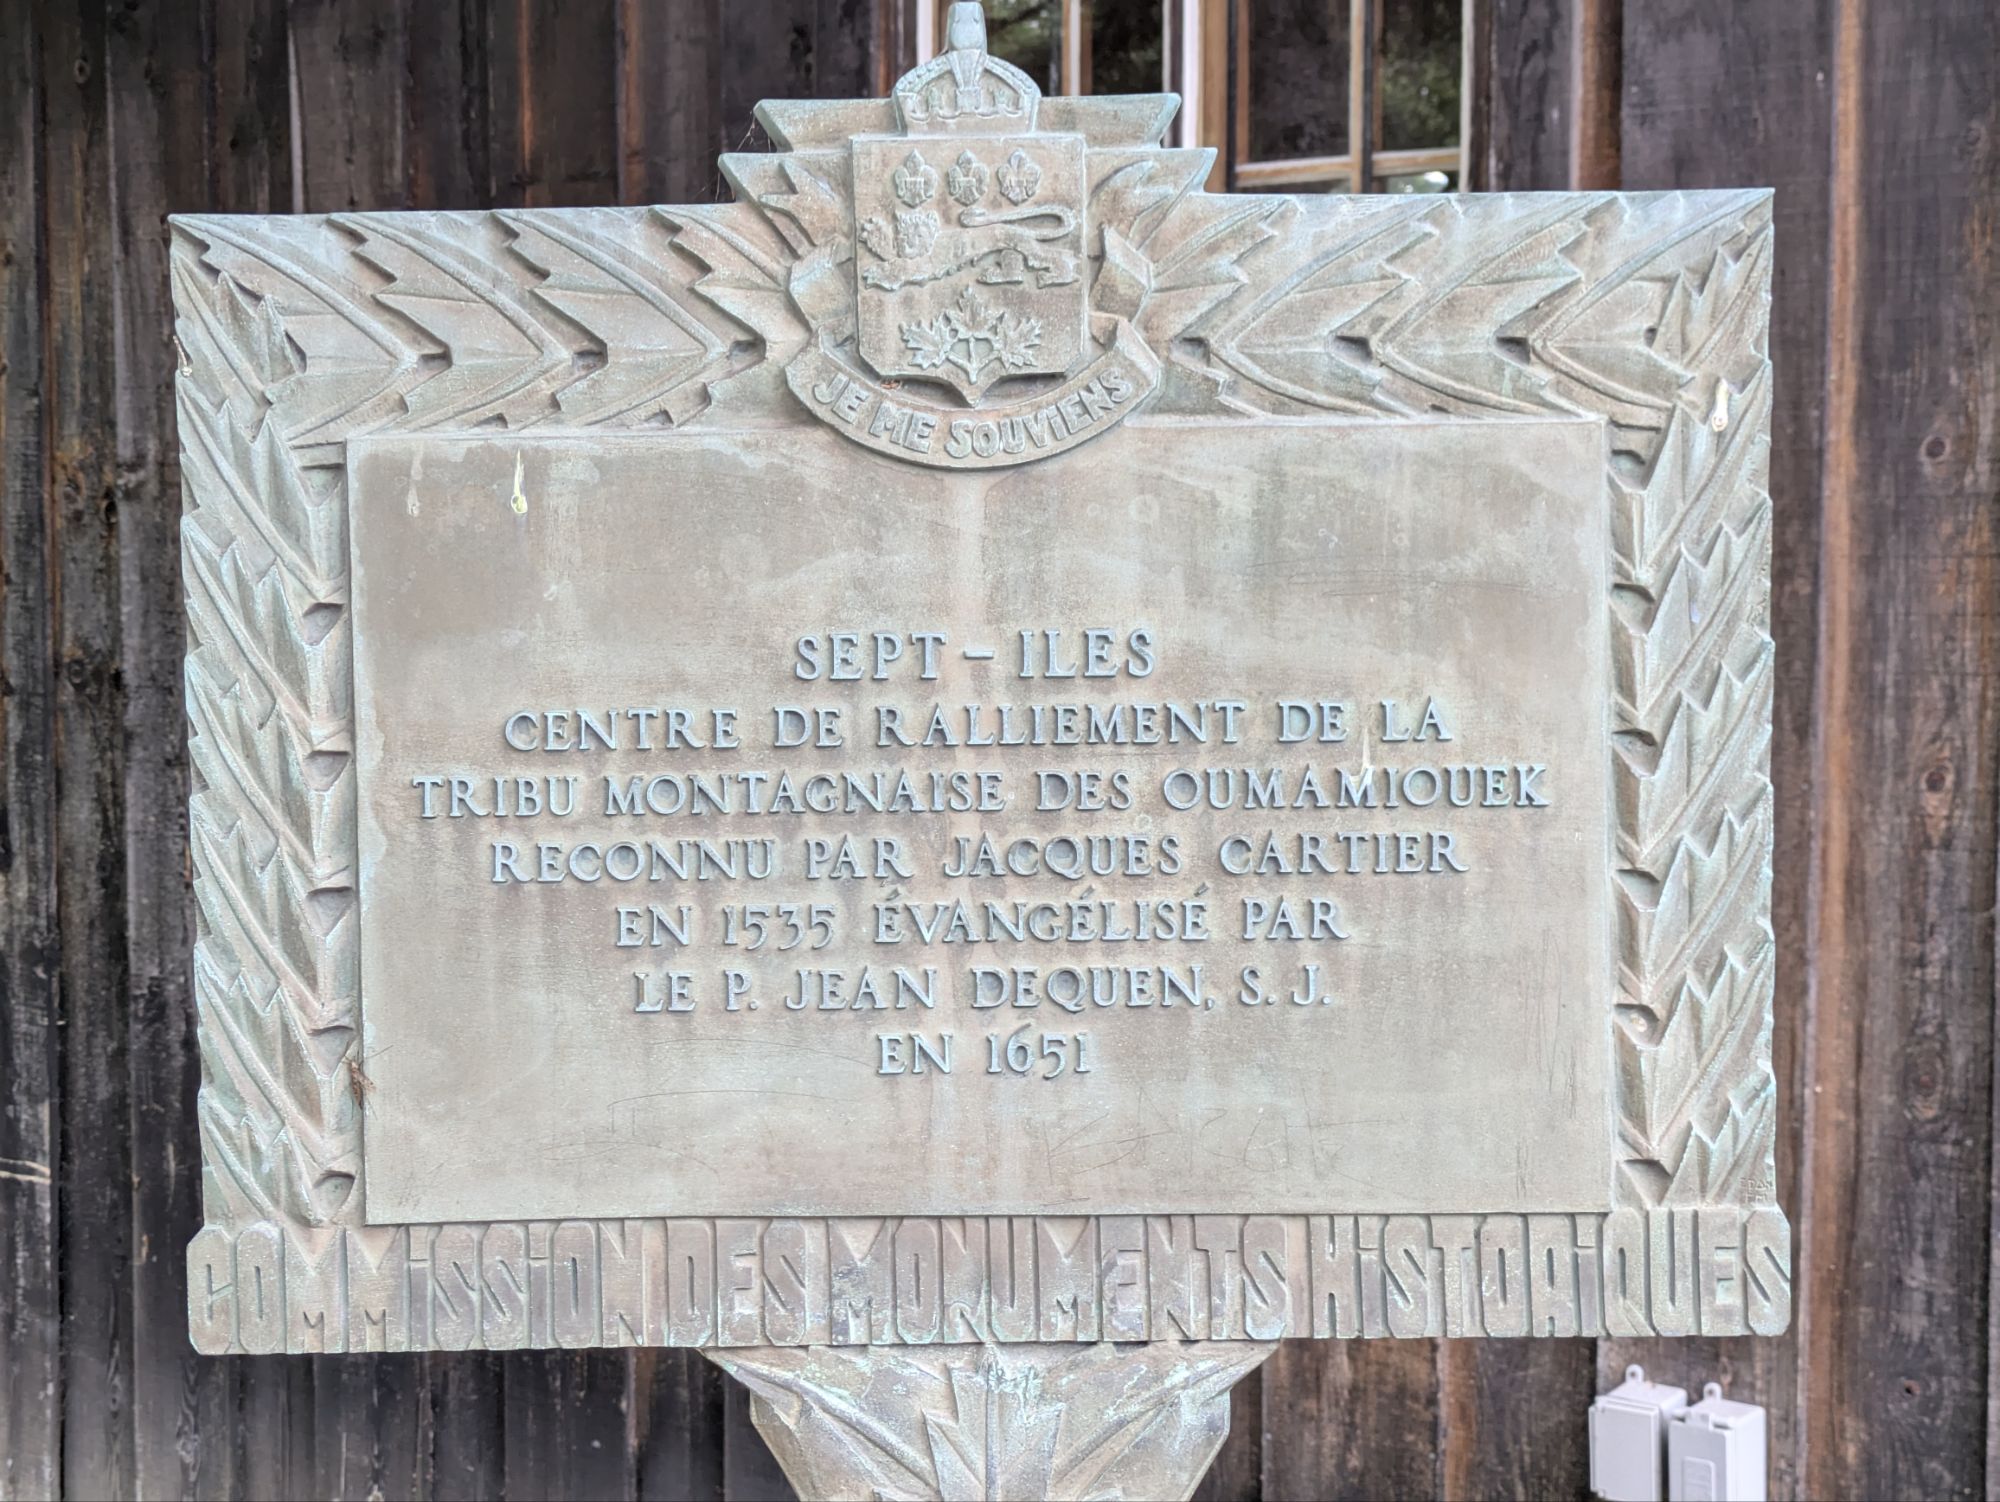 JE ME SOUVIENS
SEPT-ILES
CENTRE DE RALLIEMENT DE LA
TRIBU MONTAGNAISE DES OUMAMIOUEK
RECONNU PAR JACQUES CARTIER
EN 1535 ÉVANGÉLISÉ PAR
LE P. JEAN DEQUEN, S. J.
EN 1651
COMMISSION DES MONUMENTS HISTORIQUES